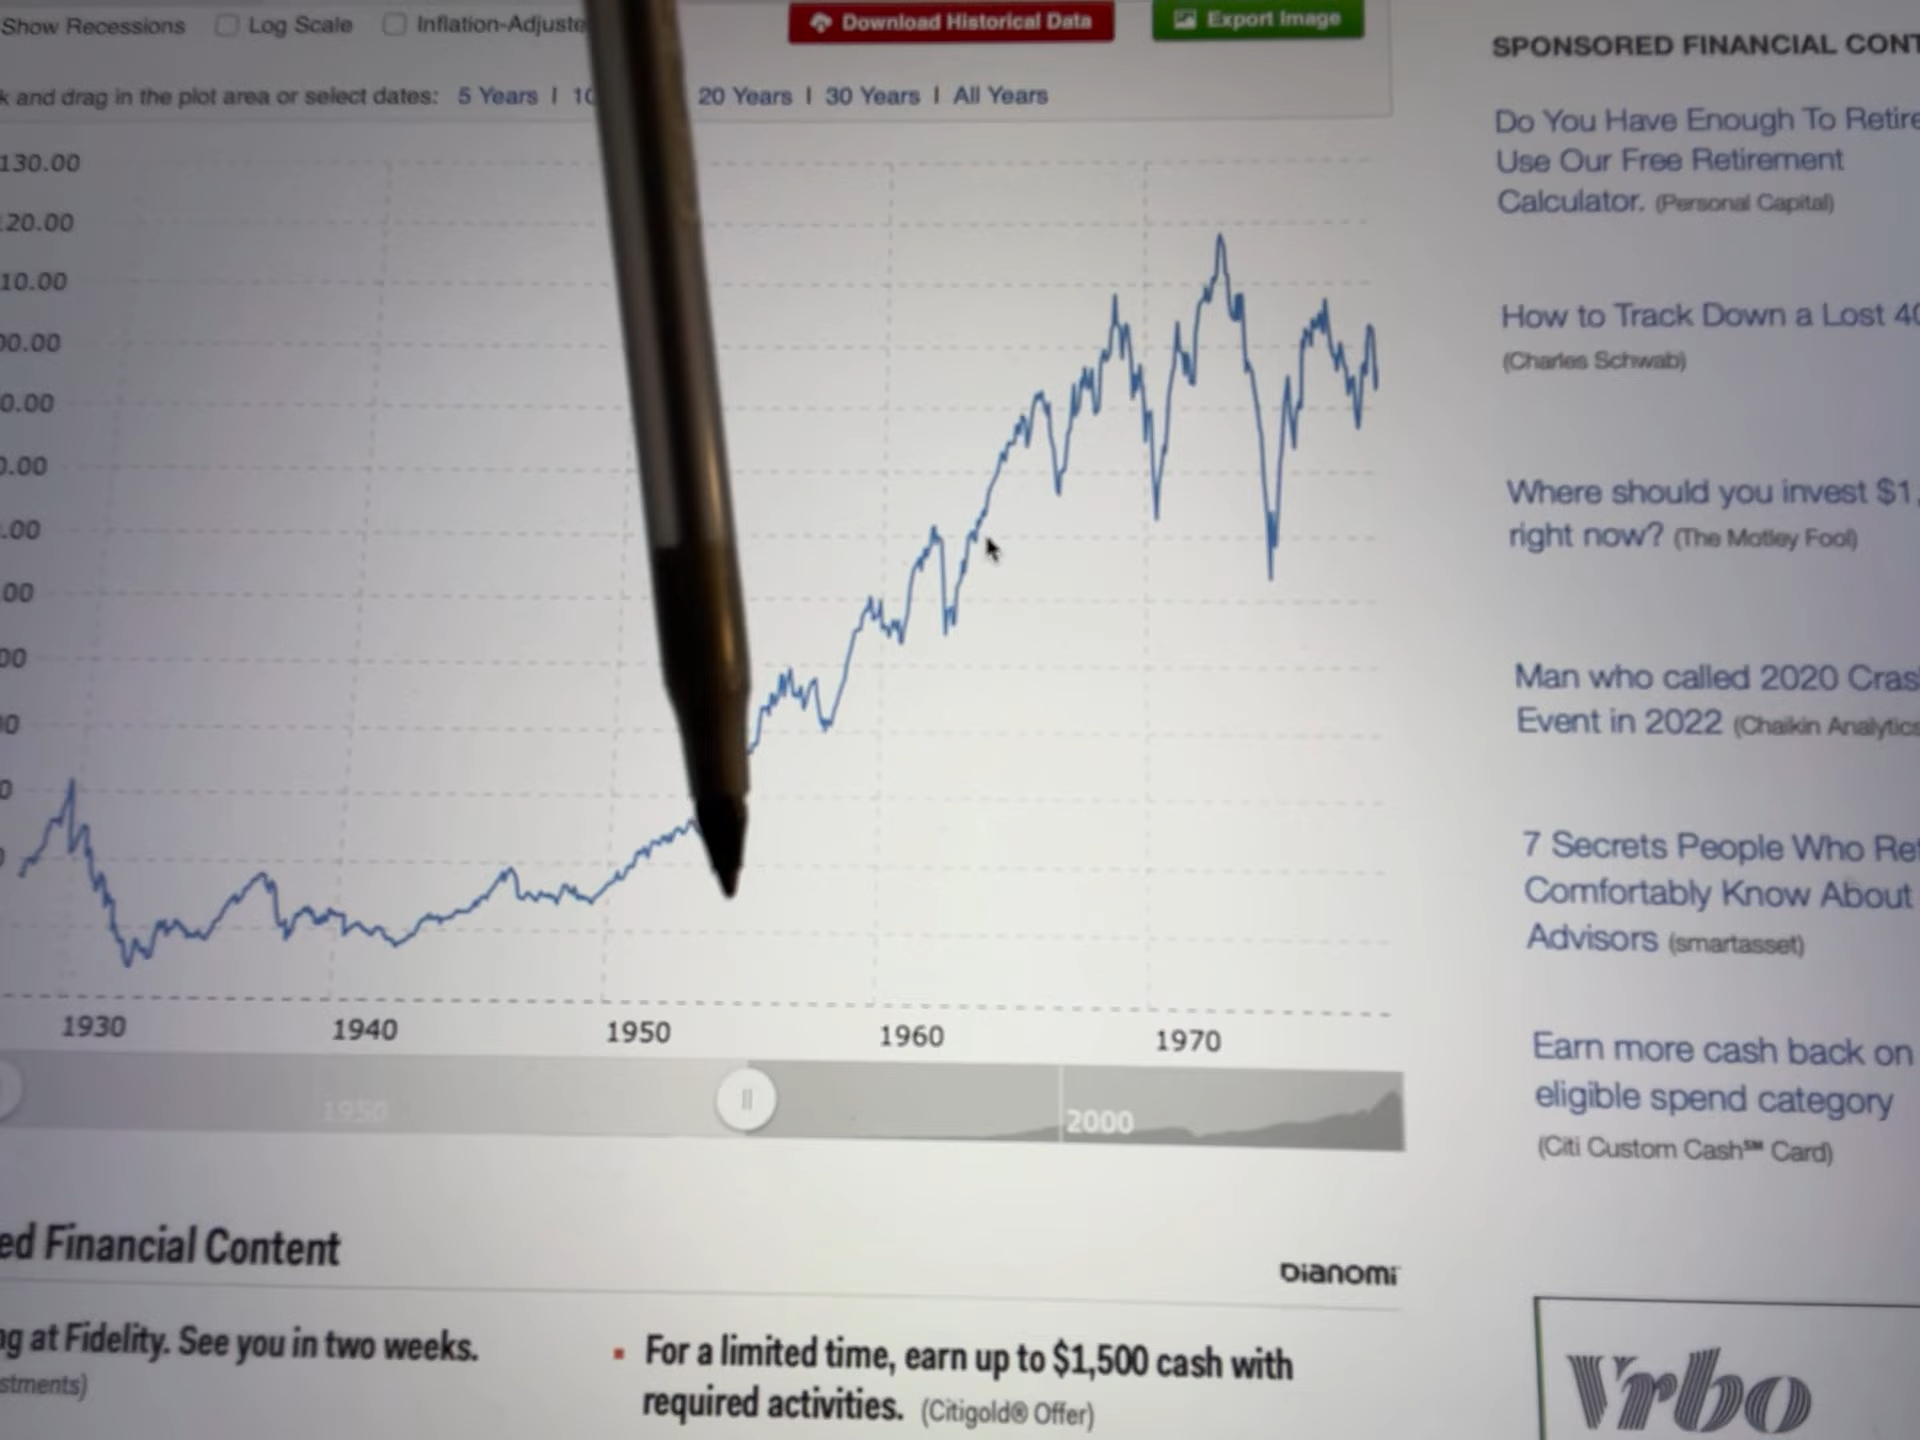 Show Recessions Log Scale Inflation-Adjuste
Download Historical Data
Export Image
k and drag in the plot area or select dates: 5 Years | 10 20 Years | 30 Years | All Years
130.00
120.00
10.00
00.00
0.00
0.00
.00
00
00
00
0
0
1930 1940 1950 1960 1970
1950 2000
ed Financial Content
Dianomi
ng at Fidelity. See you in two weeks.
stments)
For a limited time, earn up to $1,500 cash with
required activities. (Citigold® Offer)
SPONSORED FINANCIAL CONT
Do You Have Enough To Retire
Use Our Free Retirement
Calculator. (Personal Capital)
How to Track Down a Lost 40
(Charles Schwab)
Where should you invest $1,
right now? (The Motley Fool)
Man who called 2020 Cras
Event in 2022 (Chaikin Analytics
7 Secrets People Who Ret
Comfortably Know About
Advisors (smartasset)
Earn more cash back on
eligible spend category
(Citi Custom Cash℠ Card)
Vrbo